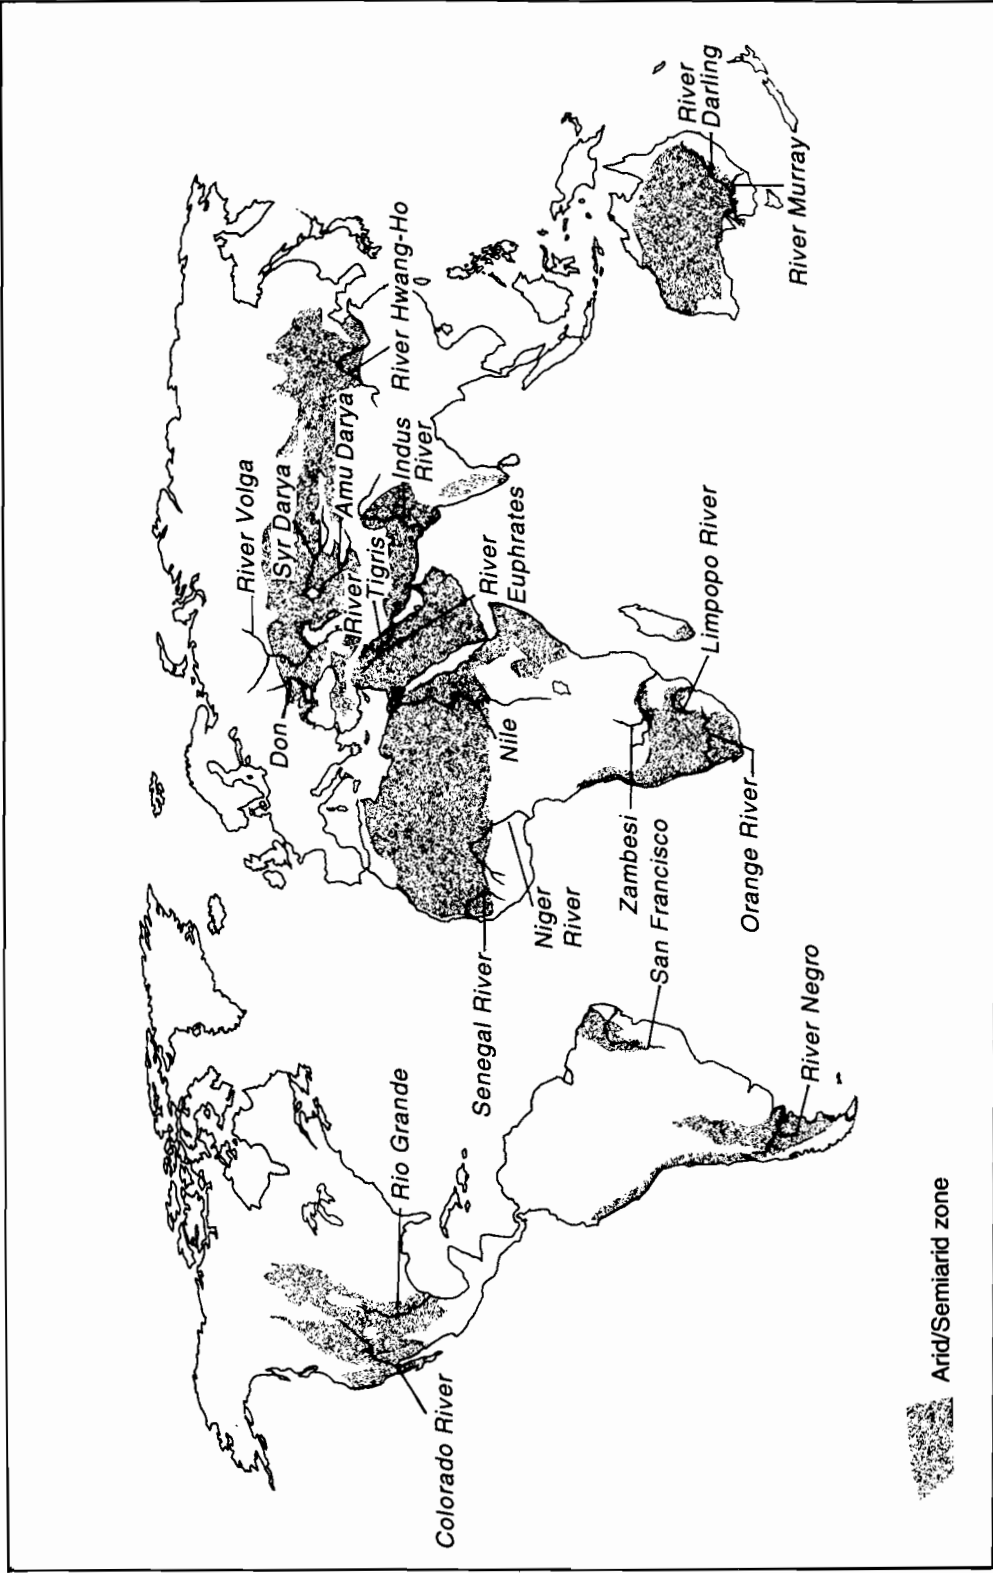 River Volga
Syr Darya
Amu Darya
River Hwang-Ho
Indus
River
Don
River
Tigris
River
Euphrates
River
Darling
River Murray
Rio Grande
Colorado River
Senegal River
Niger
River
Nile
Zambesi
San Francisco
Limpopo River
Orange River
River Negro
Arid/Semiarid zone